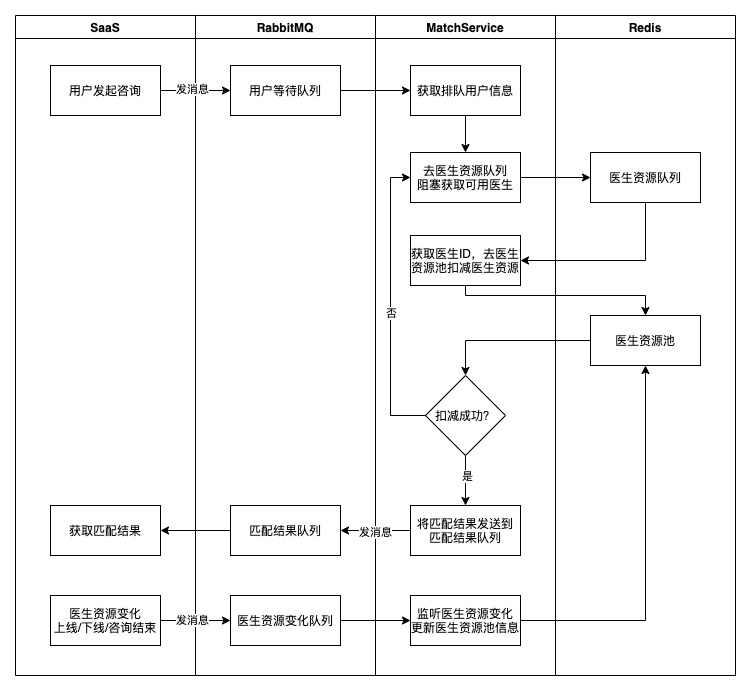 SaaS
RabbitMQ
MatchService
Redis
用户发起咨询
发消息
用户等待队列
获取排队用户信息
去医生资源队列
阻塞获取可用医生
医生资源队列
获取医生ID，去医生
资源池扣减医生资源
否
医生资源池
扣减成功?
是
获取匹配结果
匹配结果队列
发消息
将匹配结果发送到
匹配结果队列
医生资源变化
上线/下线/咨询结束
发消息
医生资源变化队列
监听医生资源变化
更新医生资源池信息